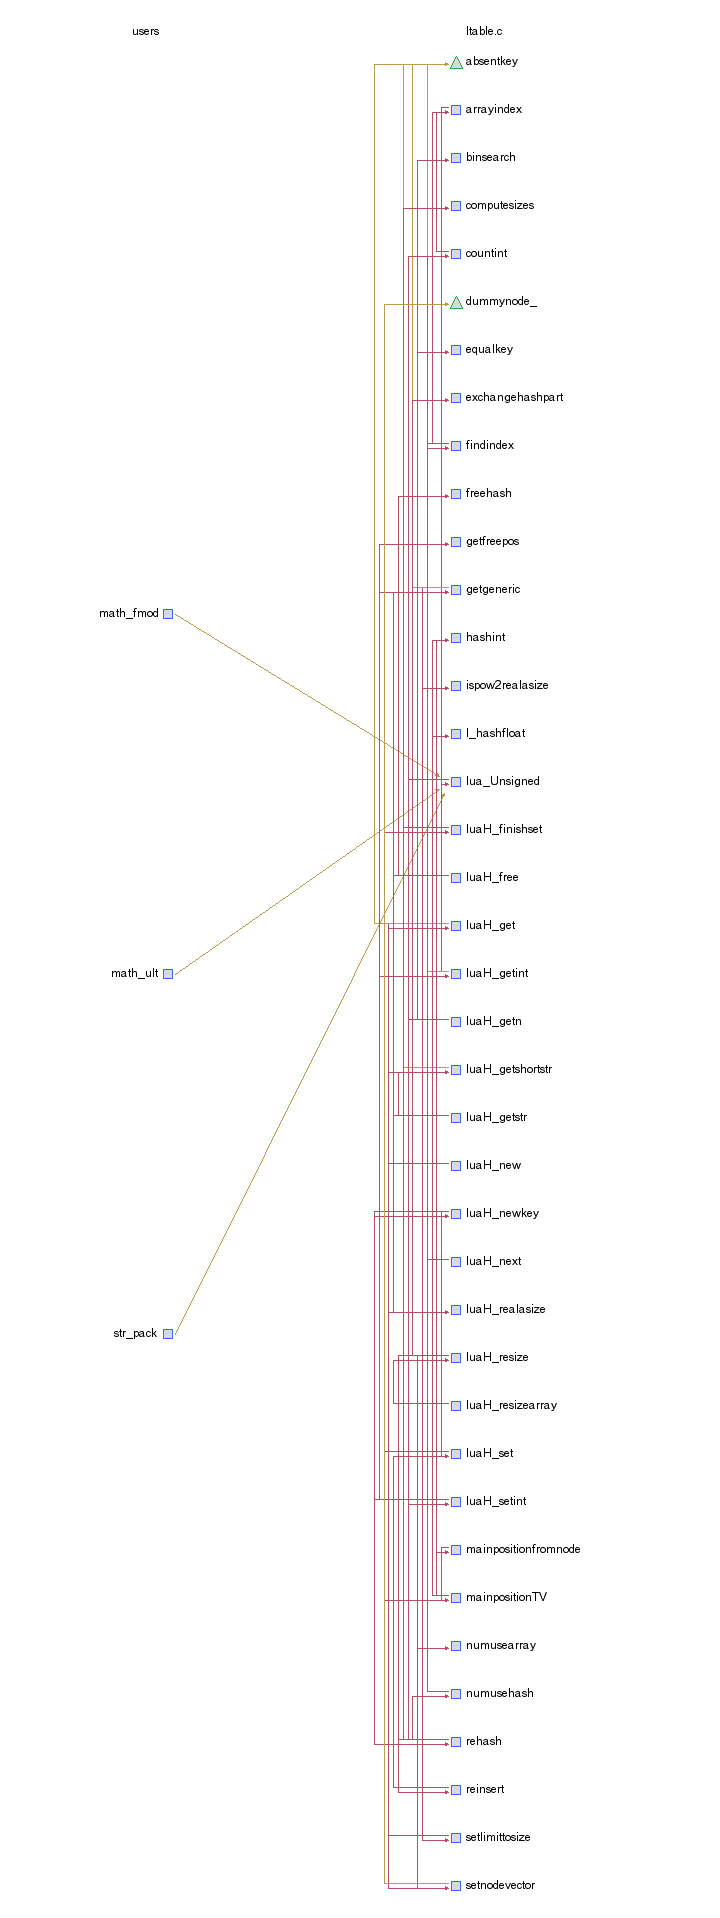 users
ltable.c
absentkey
arrayindex
binsearch
computesizes
countint
dummynode_
equalkey
exchangehashpart
findindex
freehash
getfreepos
getgeneric
math_fmod
hashint
ispow2realasize
l_hashfloat
lua_Unsigned
luaH_finishset
luaH_free
luaH_get
math_ult
luaH_getint
luaH_getn
luaH_getshortstr
luaH_getstr
luaH_new
luaH_newkey
luaH_next
luaH_realasize
str_pack
luaH_resize
luaH_resizearray
luaH_set
luaH_setint
mainpositionfromnode
mainpositionTV
numusearray
numusehash
rehash
reinsert
setlimittosize
setnodevector